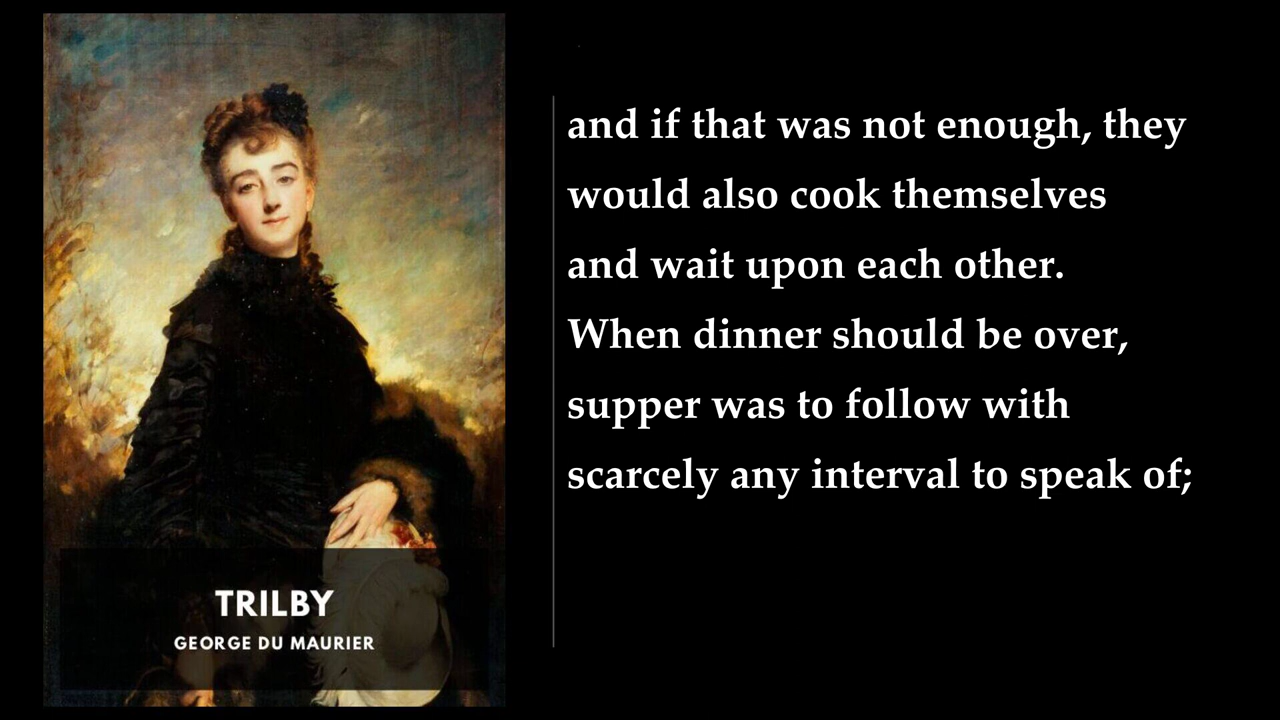 TRILBY
GEORGE DU MAURIER
and if that was not enough, they
would also cook themselves
and wait upon each other.
When dinner should be over,
supper was to follow with
scarcely any interval to speak of;